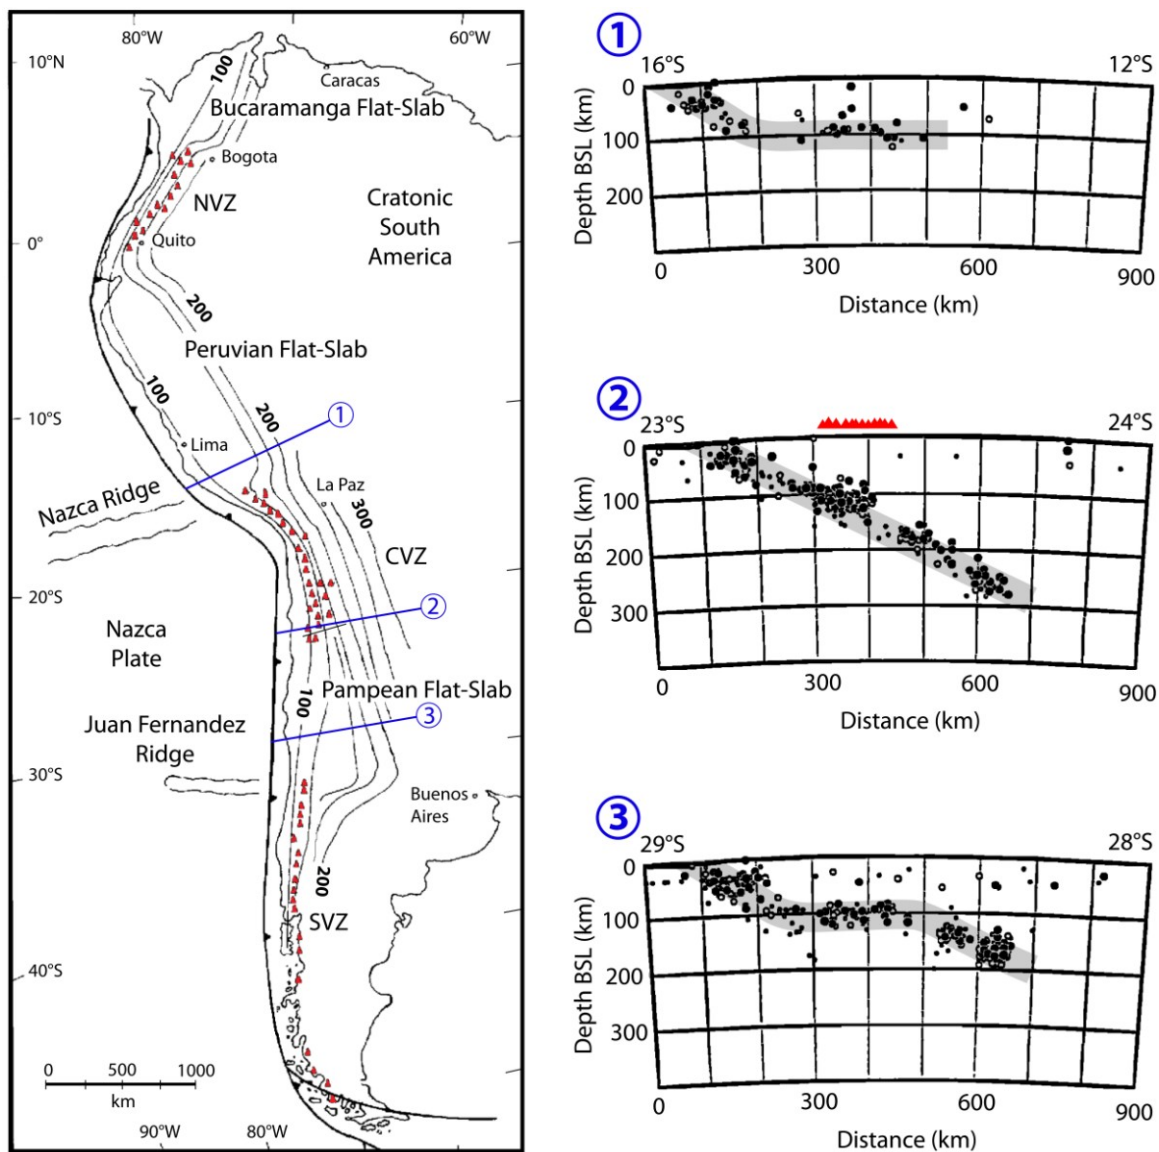 80°W
60°W
10°N
100
Caracas
Bucaramanga Flat-Slab
Bogota
NVZ
Cratonic
South
America
0°
Quito
200
Peruvian Flat-Slab
100
200
10°S
Lima
1
Nazca Ridge
La Paz
300
CVZ
20°S
2
Nazca
Plate
100
Pampean Flat-Slab
3
Juan Fernandez
Ridge
30°S
Buenos
Aires
200
SVZ
40°S
0 500 1000
km
90°W
80°W
1
16°S
12°S
0
100
200
Depth BSL (km)
0 300 600 900
Distance (km)
2
23°S
24°S
0
100
200
300
Depth BSL (km)
0 300 600 900
Distance (km)
3
29°S
28°S
0
100
200
300
Depth BSL (km)
0 300 600 900
Distance (km)